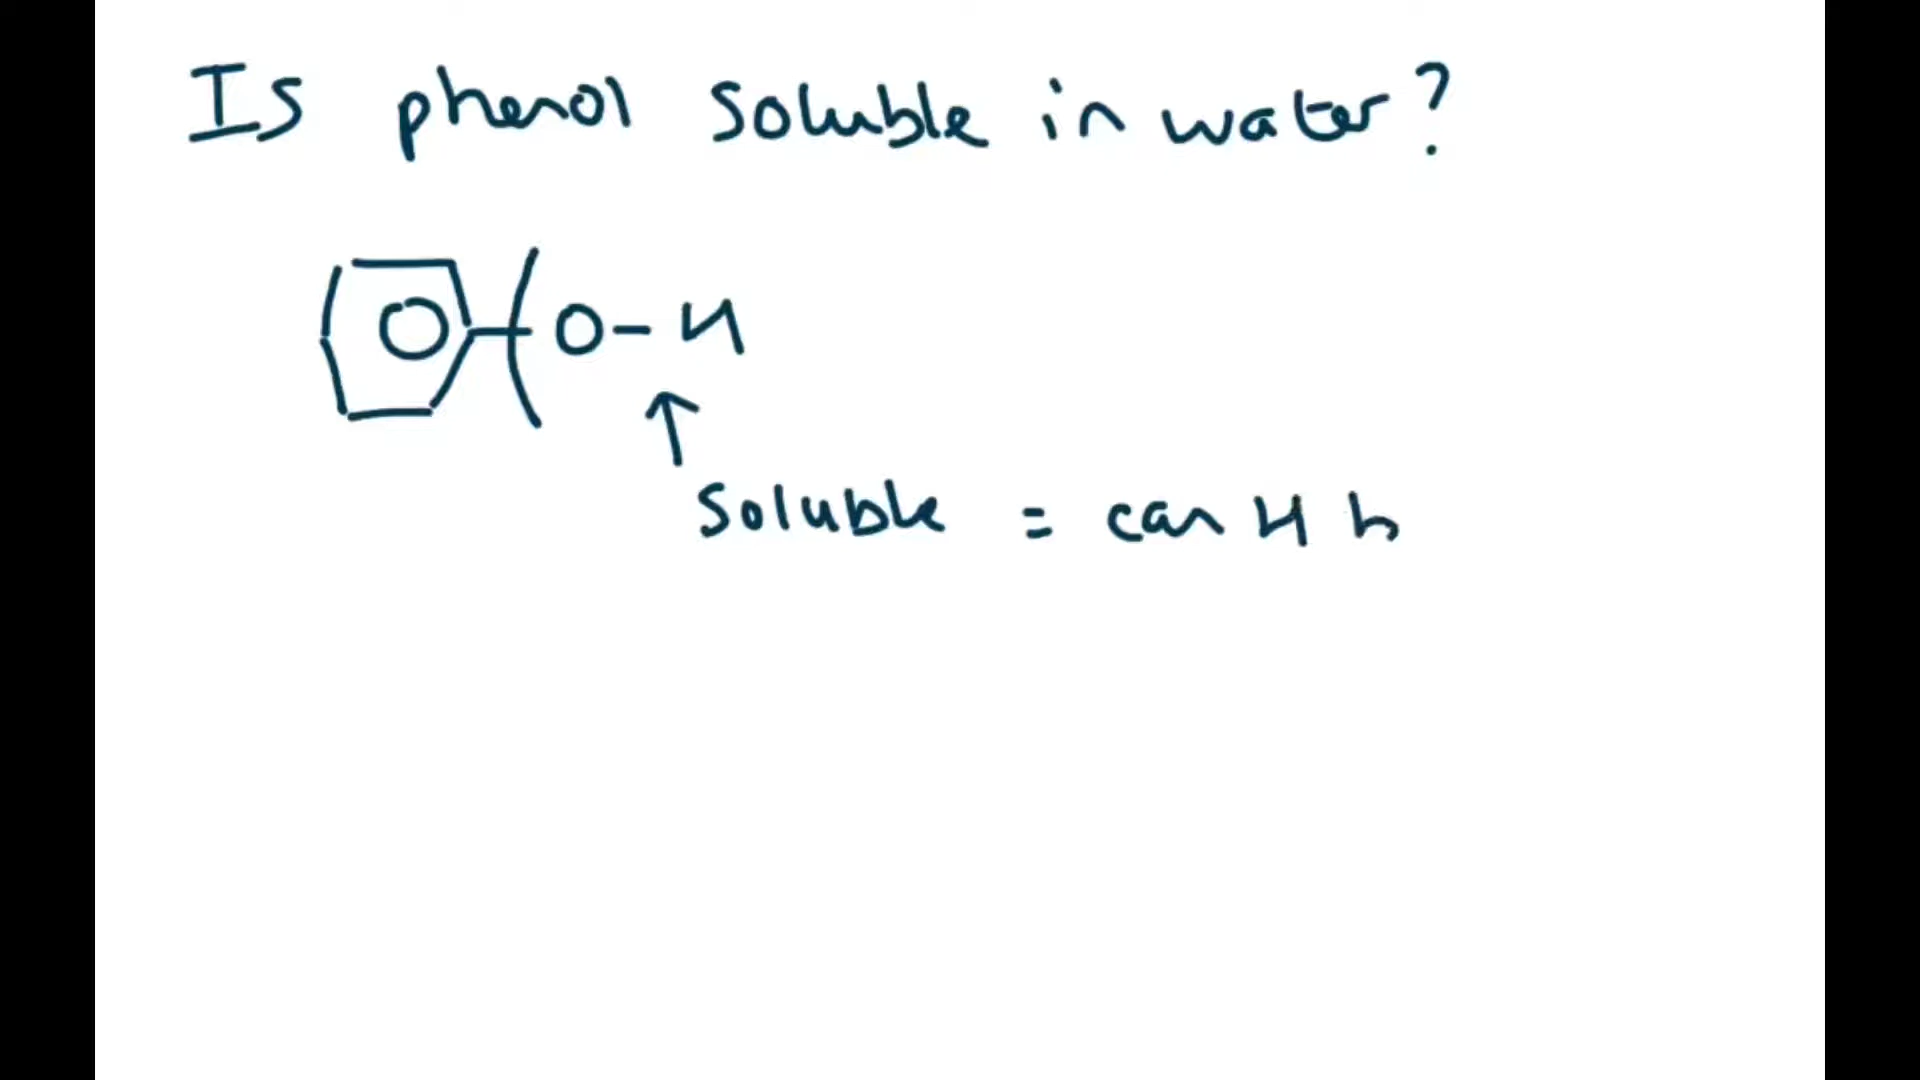 Is phenol soluble in water?
O-H
soluble = can H b